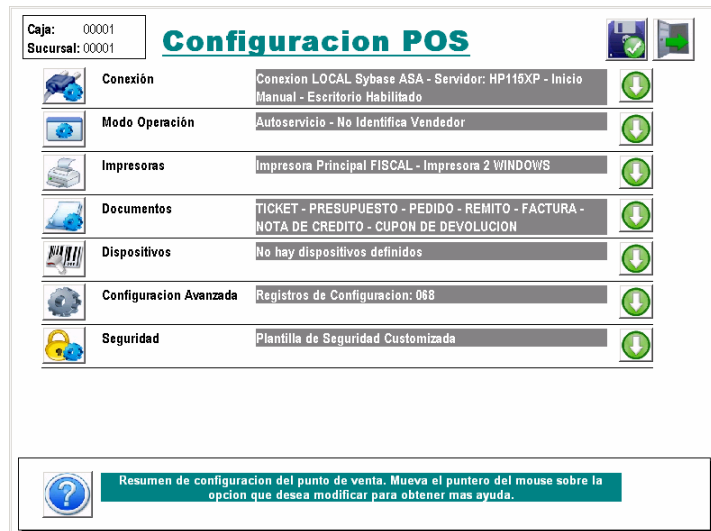 Caja: 00001
Sucursal: 00001
Configuracion POS
Conexión
Conexion LOCAL Sybase ASA - Servidor: HP115XP - Inicio
Manual - Escritorio Habilitado
Modo Operación
Autoservicio - No Identifica Vendedor
Impresoras
Impresora Principal FISCAL - Impresora 2 WINDOWS
Documentos
TICKET - PRESUPUESTO - PEDIDO - REMITO - FACTURA -
NOTA DE CREDITO - CUPON DE DEVOLUCION
Dispositivos
No hay dispositivos definidos
Configuracion Avanzada
Registros de Configuracion: 068
Seguridad
Plantilla de Seguridad Customizada
Resumen de configuracion del punto de venta. Mueva el puntero del mouse sobre la
opcion que desea modificar para obtener mas ayuda.